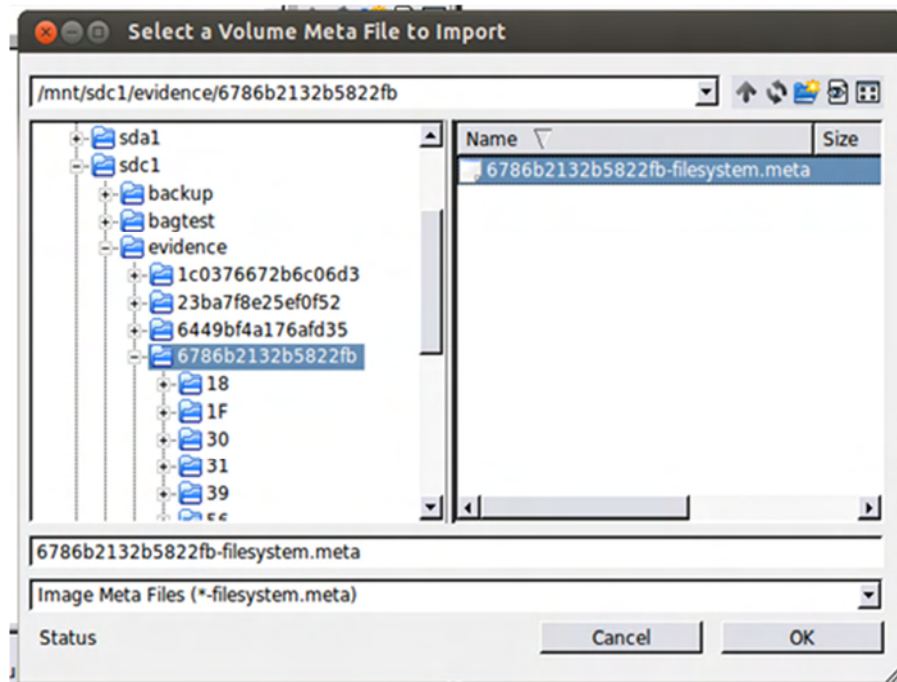 Select a Volume Meta File to Import
/mnt/sdc1/evidence/6786b2132b5822fb
sda1
sdc1
backup
bagtest
evidence
1c0376672b6c06d3
23ba7f8e25ef0f52
6449bf4a176afd35
6786b2132b5822fb
18
1F
30
31
39
Name
Size
6786b2132b5822fb-filesystem.meta
6786b2132b5822fb-filesystem.meta
Image Meta Files (*-filesystem.meta)
Status
Cancel
OK